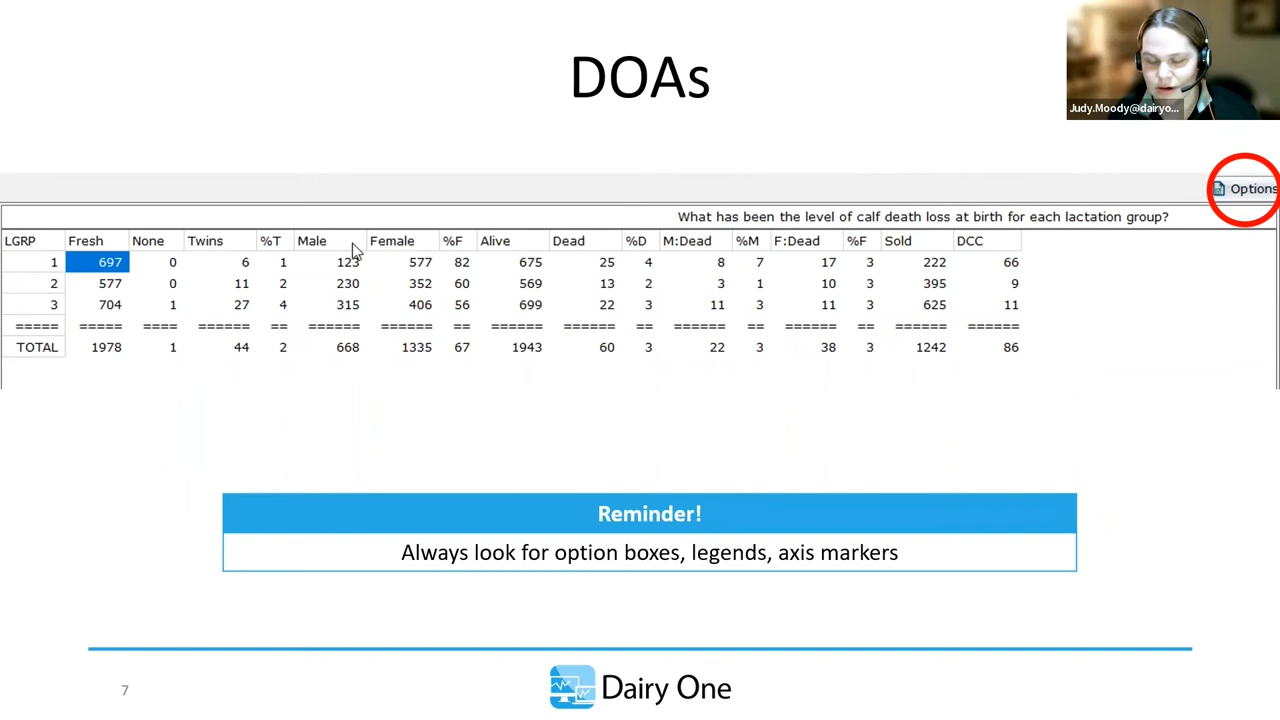 DOAs
Judy.Moody@dairyo...
Options
What has been the level of calf death loss at birth for each lactation group?
LGRP Fresh None Twins %T Male Female %F Alive Dead %D M:Dead %M F:Dead %F Sold DCC
1 697 0 6 1 123 577 82 675 25 4 8 7 17 3 222 66
2 577 0 11 2 230 352 60 569 13 2 3 1 10 3 395 9
3 704 1 27 4 315 406 56 699 22 3 11 3 11 3 625 11
===== ===== ==== ====== == ====== ====== == ====== ====== == ====== == ====== == ====== ======
TOTAL 1978 1 44 2 668 1335 67 1943 60 3 22 3 38 3 1242 86
Reminder!
Always look for option boxes, legends, axis markers
7
Dairy One